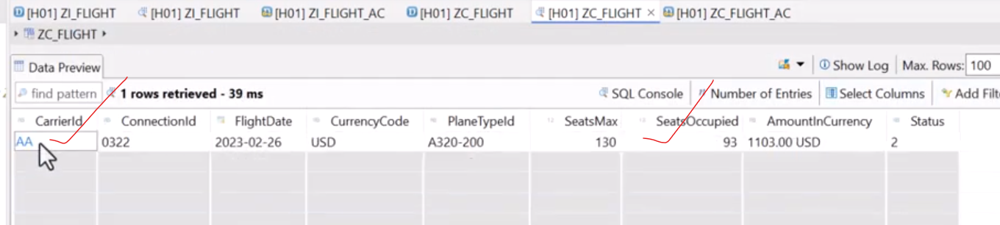 [H01] ZI_FLIGHT [H01] ZI_FLIGHT [H01] ZI_FLIGHT_AC [H01] ZC_FLIGHT [H01] ZC_FLIGHT × [H01] ZC_FLIGHT_AC
ZC_FLIGHT
Data Preview Show Log Max. Rows: 100
find pattern 1 rows retrieved - 39 ms SQL Console Number of Entries Select Columns Add Filt
CarrierId ConnectionId FlightDate CurrencyCode PlaneTypeId SeatsMax SeatsOccupied AmountInCurrency Status
AA 0322 2023-02-26 USD A320-200 130 93 1103.00 USD 2